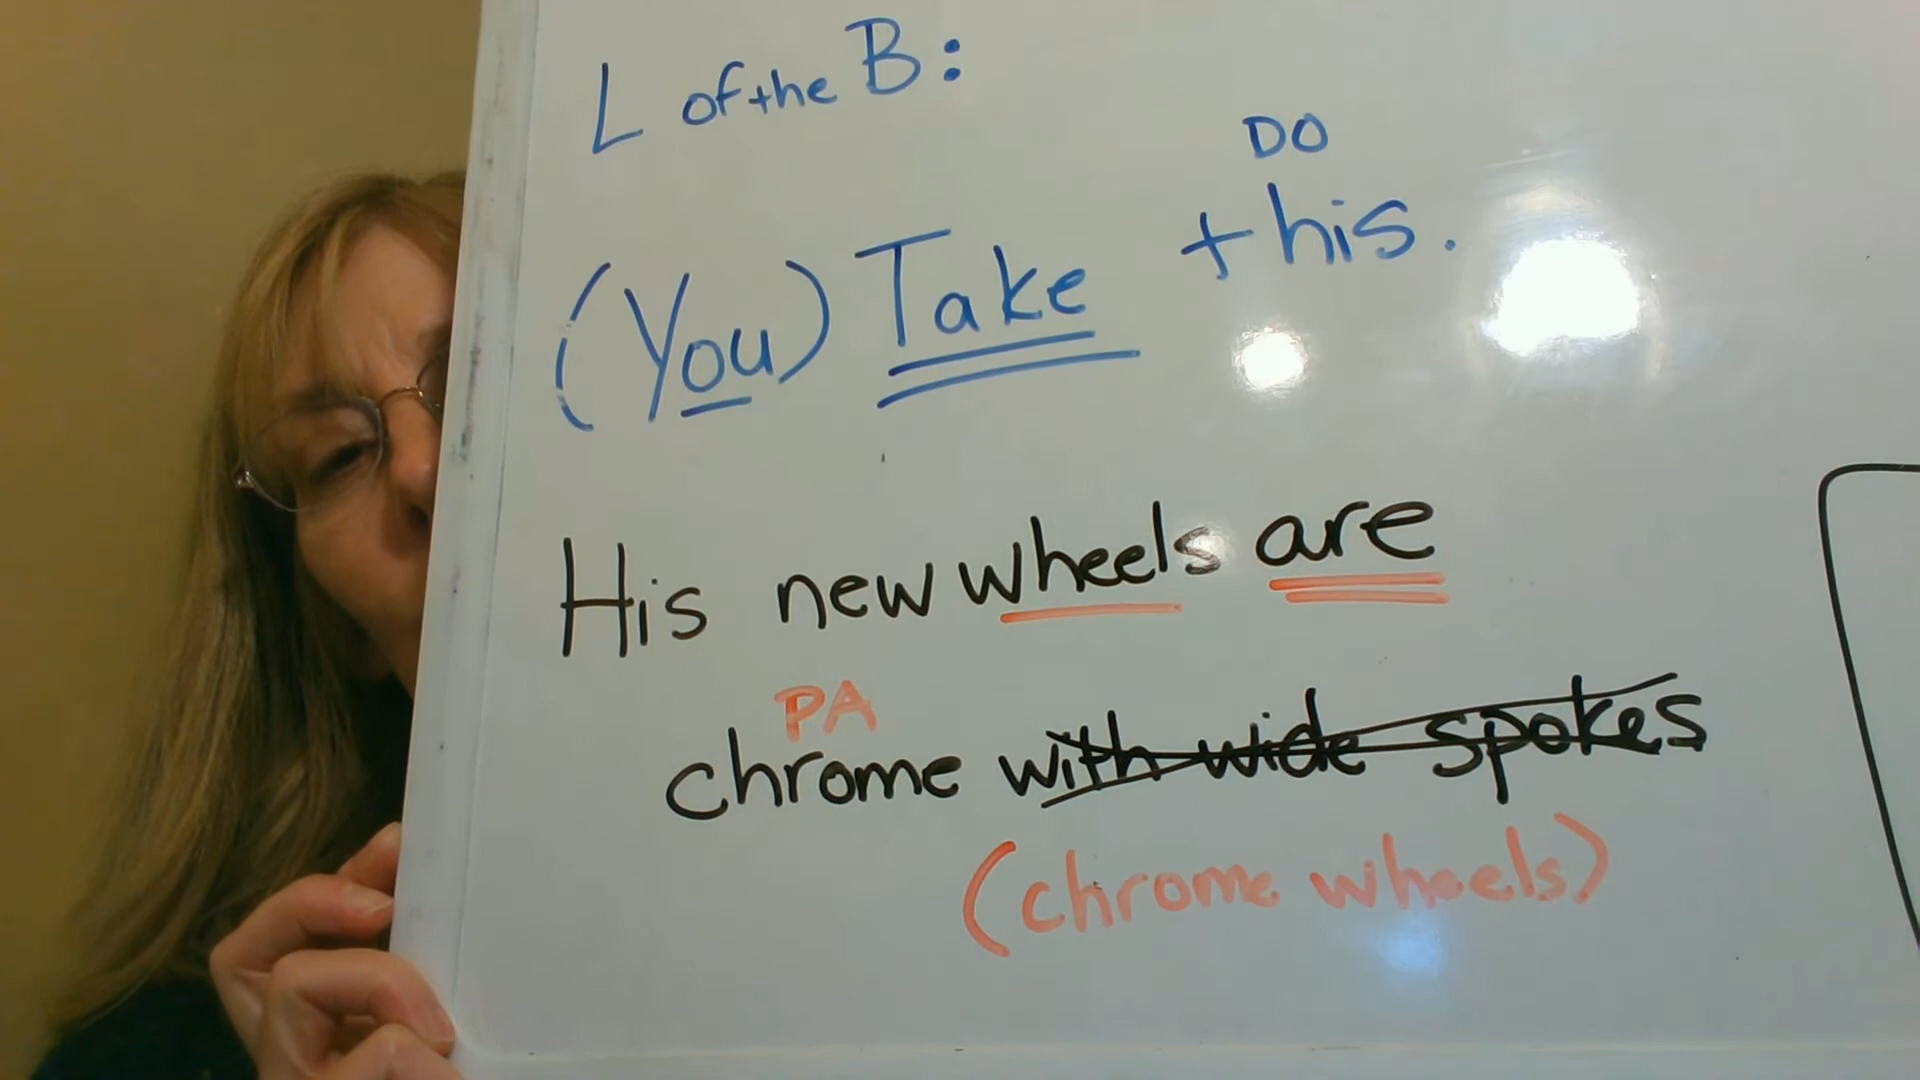 L of the B:
DO
(You) Take this.
His new wheels are
PA
chrome with wide spokes
(chrome wheels)